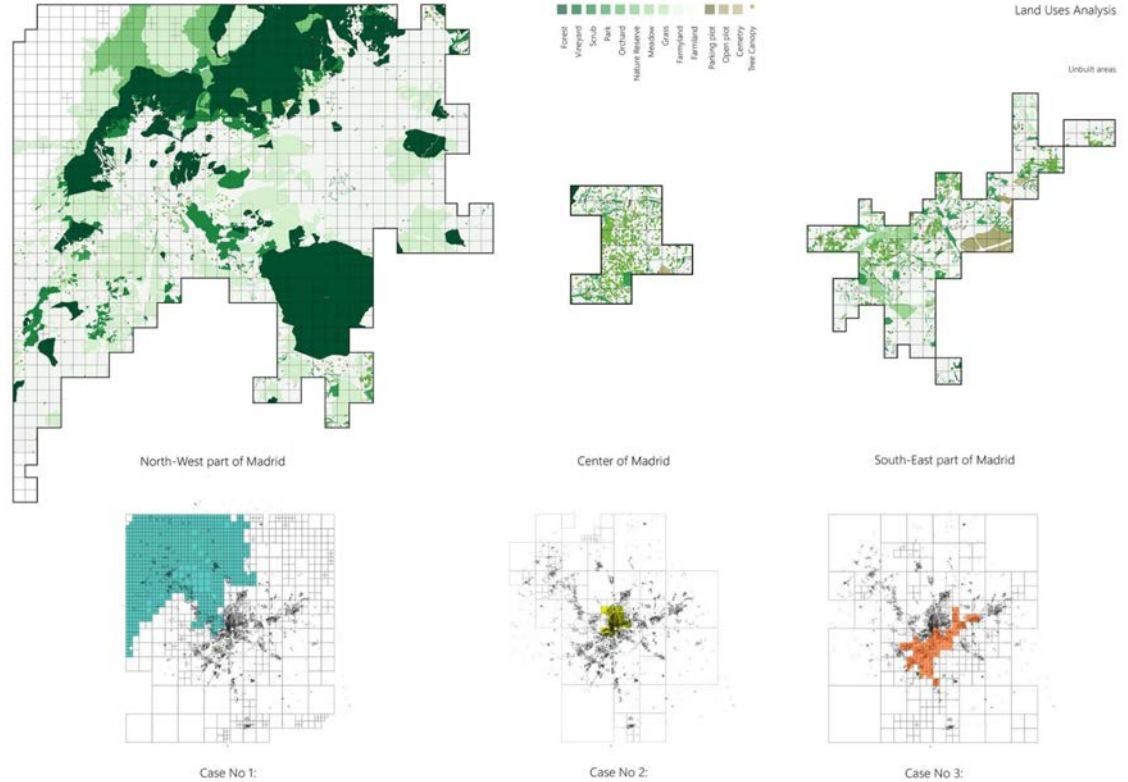 Land Uses Analysis
Unbuilt areas
Forest
Vineyard
Scrub
Park
Orchard
Nature Reserve
Meadow
Grass
Farmyland
Farmland
Parking plot
Open plot
Cemetry
Tree Canopy
North-West part of Madrid
Center of Madrid
South-East part of Madrid
Case No 1:
Case No 2:
Case No 3: